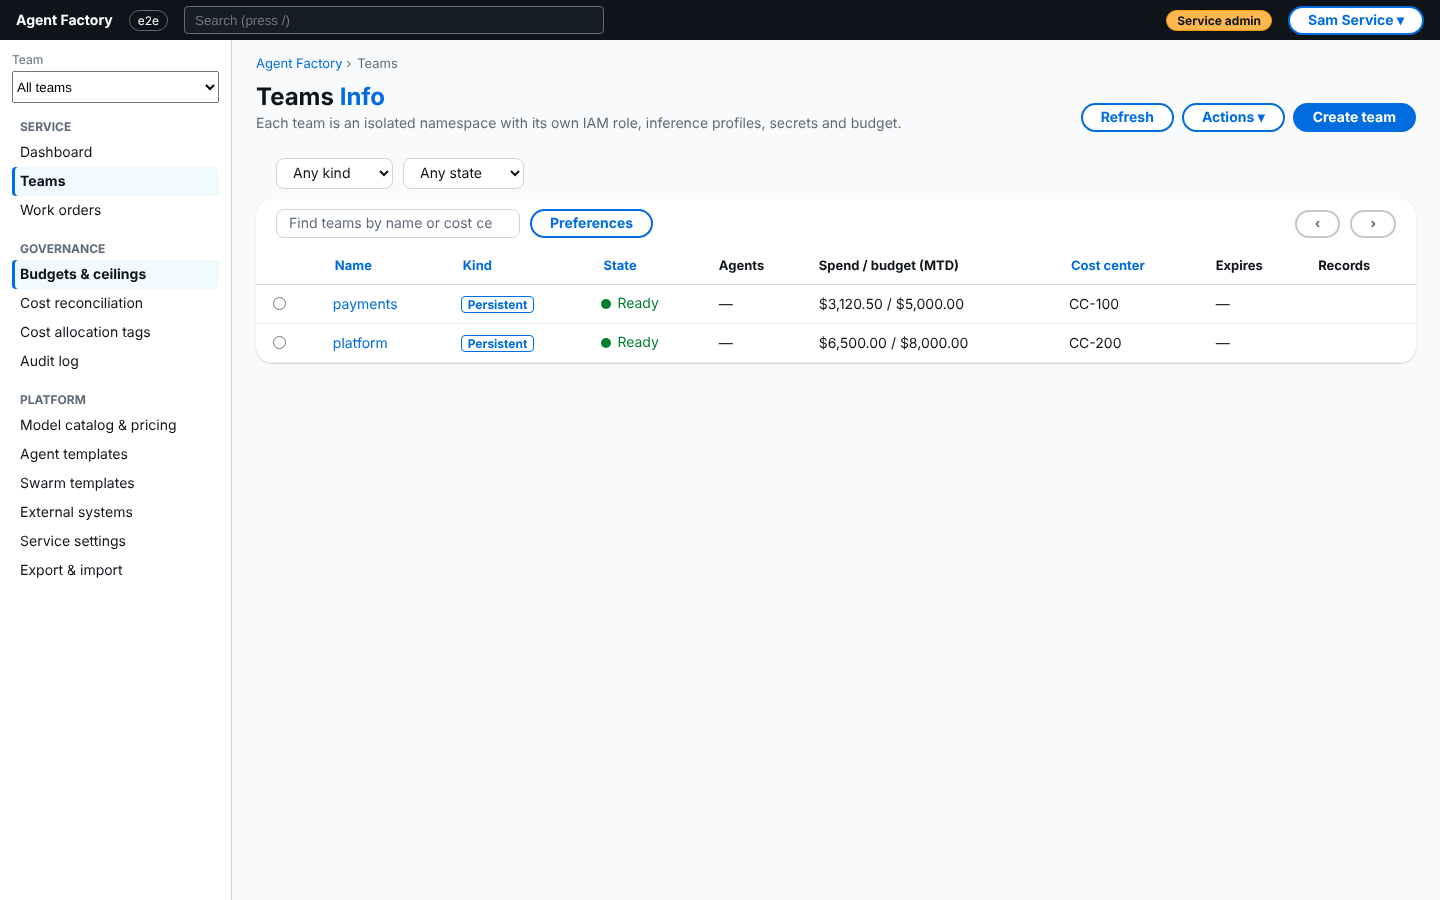 Agent Factory e2e Search (press /) Service admin Sam Service ▾
Team
All teams
SERVICE
Dashboard
Teams
Work orders
GOVERNANCE
Budgets & ceilings
Cost reconciliation
Cost allocation tags
Audit log
PLATFORM
Model catalog & pricing
Agent templates
Swarm templates
External systems
Service settings
Export & import
Agent Factory › Teams
Teams Info
Each team is an isolated namespace with its own IAM role, inference profiles, secrets and budget.
Refresh Actions ▾ Create team
Any kind Any state
Find teams by name or cost ce Preferences ‹ ›
Name Kind State Agents Spend / budget (MTD) Cost center Expires Records
payments Persistent Ready — $3,120.50 / $5,000.00 CC-100 —
platform Persistent Ready — $6,500.00 / $8,000.00 CC-200 —